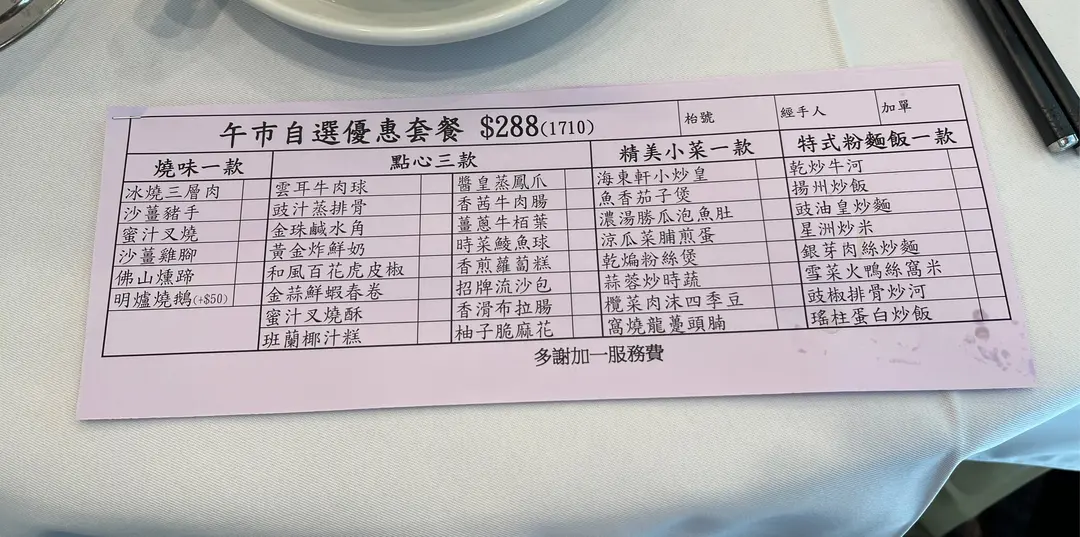 午市自選優惠套餐 $288(1710)
枱號
經手人
加單
燒味一款
冰燒三層肉
沙薑豬手
蜜汁叉燒
沙薑雞腳
佛山燻蹄
明爐燒鵝(+$50)
點心三款
雲耳牛肉球
豉汁蒸排骨
金珠鹹水角
黃金炸鮮奶
和風百花虎皮椒
金蒜鮮蝦春卷
蜜汁叉燒酥
班蘭椰汁糕
醬皇蒸鳳爪
香茜牛肉腸
薑蔥牛栢葉
時菜鯪魚球
香煎蘿蔔糕
招牌流沙包
香滑布拉腸
柚子脆麻花
精美小菜一款
海東軒小炒皇
魚香茄子煲
濃湯勝瓜泡魚肚
涼瓜菜脯煎蛋
乾煸粉絲煲
蒜蓉炒時蔬
欖菜肉沫四季豆
窩燒龍躉頭腩
特式粉麵飯一款
乾炒牛河
揚州炒飯
豉油皇炒麵
星洲炒米
銀芽肉絲炒麵
雪菜火鴨絲窩米
豉椒排骨炒河
瑤柱蛋白炒飯
多謝加一服務費